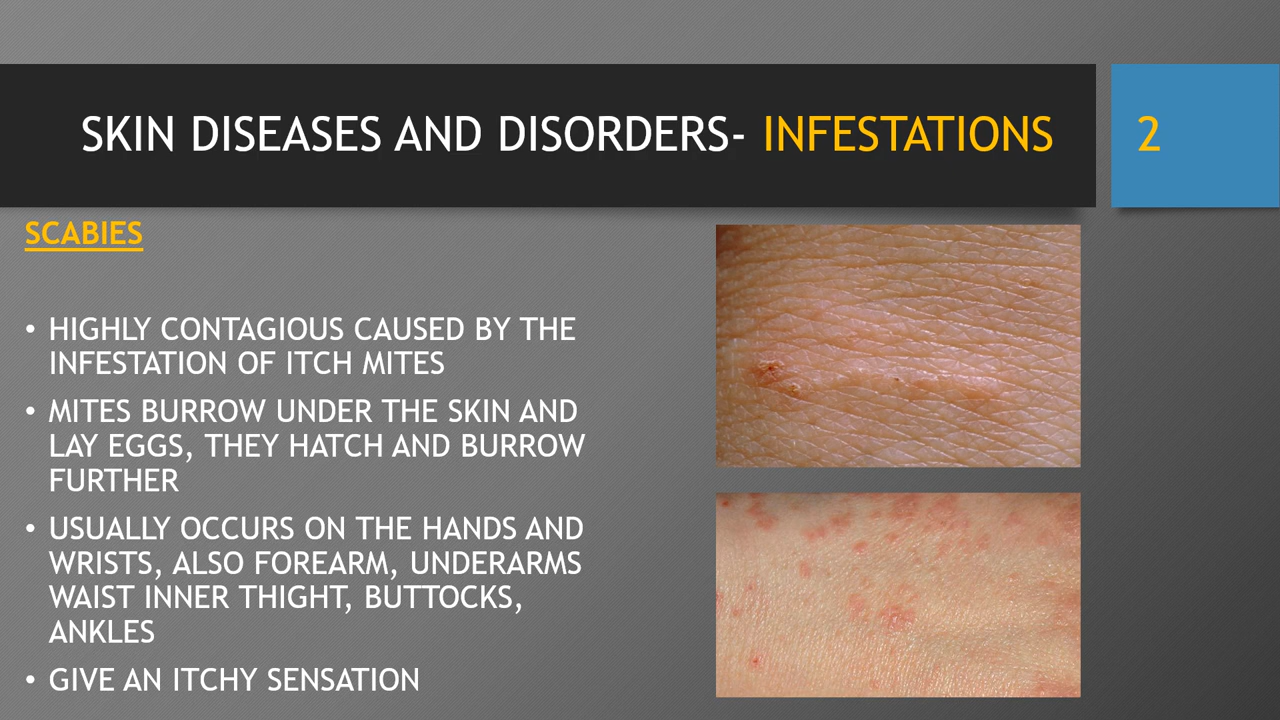 SKIN DISEASES AND DISORDERS- INFESTATIONS
2
SCABIES
• HIGHLY CONTAGIOUS CAUSED BY THE
INFESTATION OF ITCH MITES
• MITES BURROW UNDER THE SKIN AND
LAY EGGS, THEY HATCH AND BURROW
FURTHER
• USUALLY OCCURS ON THE HANDS AND
WRISTS, ALSO FOREARM, UNDERARMS
WAIST INNER THIGHT, BUTTOCKS,
ANKLES
• GIVE AN ITCHY SENSATION